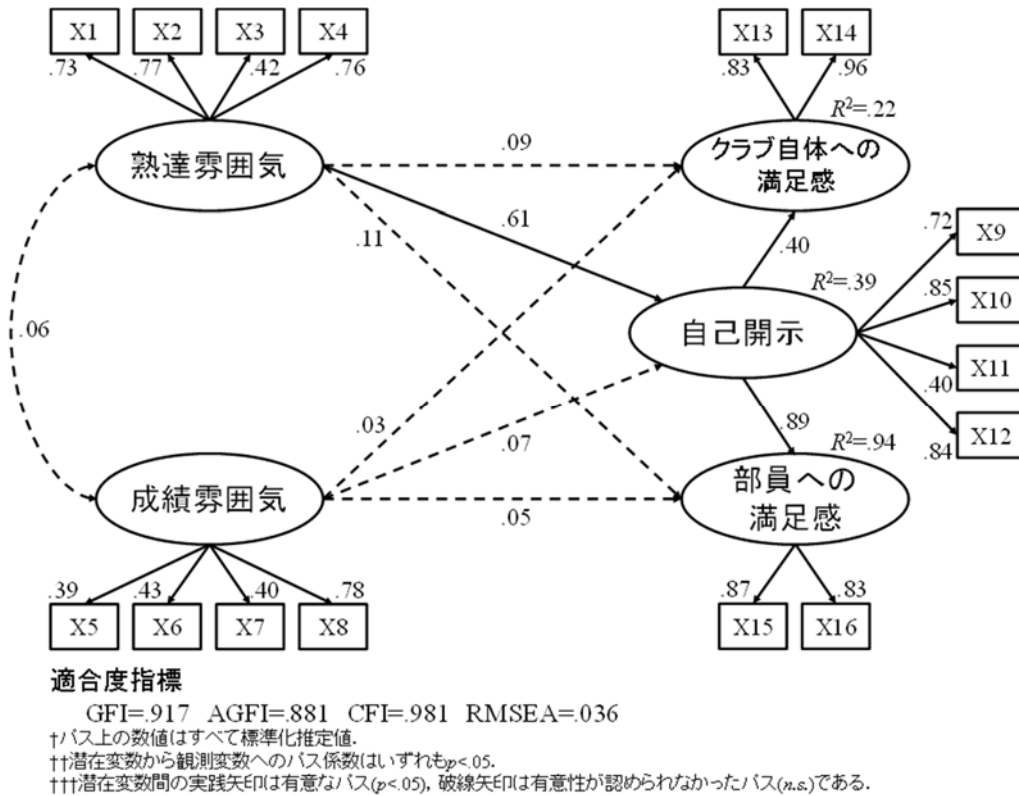 X1 X2 X3 X4
X13 X14
.73 .77 .42 .76
.83 .96
R²=.22
熟達雰囲気
.09
クラブ自体への
満足感
.61
.11
.40
.72 X9
R²=.39
.85 X10
自己開示
.06
X11
.40
.03
.07
.89
R²=.94
.84 X12
成績雰囲気
部員への
満足感
.05
.39 .43 .40 .78
.87 .83
X5 X6 X7 X8
X15 X16
適合度指標
GFI=.917 AGFI=.881 CFI=.981 RMSEA=.036
†パス上の数値はすべて標準化推定値.
††潜在変数から観測変数へのパス係数はいずれもp<.05.
†††潜在変数間の実践矢印は有意なパス(p<.05), 破線矢印は有意性が認められなかったパス(n.s.)である.